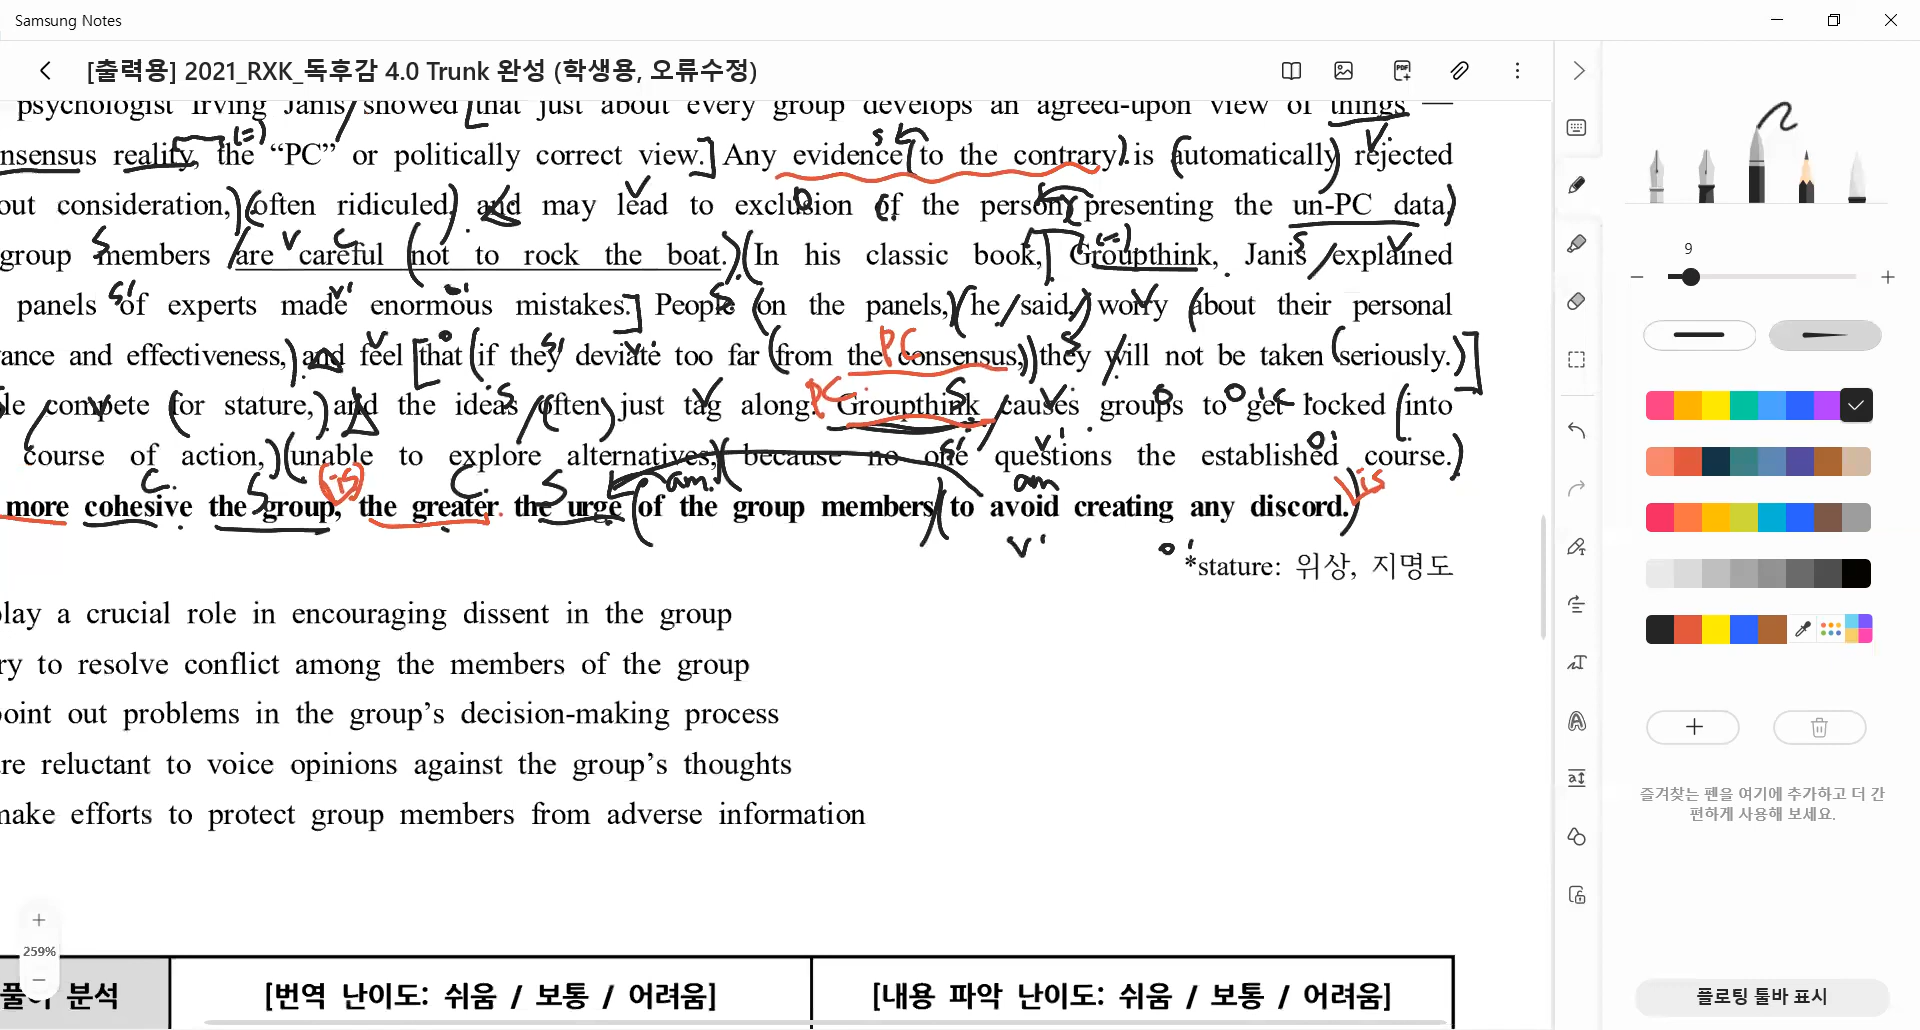 Samsung Notes
[출력용] 2021_RXK_독후감 4.0 Trunk 완성 (학생용, 오류수정)
psychologist Irving Janis showed that just about every group develops an agreed-upon view of things —
nsensus reality, the “PC” or politically correct view. Any evidence to the contrary is automatically rejected
out consideration, often ridiculed, and may lead to exclusion of the person presenting the un-PC data.
group members are careful not to rock the boat. In his classic book, Groupthink, Janis explained
panels of experts made enormous mistakes. People on the panels, he said, worry about their personal
vance and effectiveness, and feel that if they deviate too far from the consensus, they will not be taken seriously.
le compete for stature, and the ideas often just tag along. Groupthink causes groups to get locked into
course of action, unable to explore alternatives, because no one questions the established course.
more cohesive the group, the greater the urge of the group members to avoid creating any discord.
*stature: 위상, 지명도
play a crucial role in encouraging dissent in the group
ry to resolve conflict among the members of the group
point out problems in the group’s decision-making process
re reluctant to voice opinions against the group’s thoughts
make efforts to protect group members from adverse information
풀이 분석 [번역 난이도: 쉬움 / 보통 / 어려움] [내용 파악 난이도: 쉬움 / 보통 / 어려움]
259%
9
즐겨찾는 펜을 여기에 추가하고 더 간
편하게 사용해 보세요.
플로팅 툴바 표시
(=)
S
V
V
O
S
V
C
(=)
S
V
S'
V'
O'
S
V
V
O
S'
V'
PC
S
V
S
V
PC
S
V
O
O.C
S'
V'
O'
C.
S
is
C.
S
am.
am
is
V'
O'